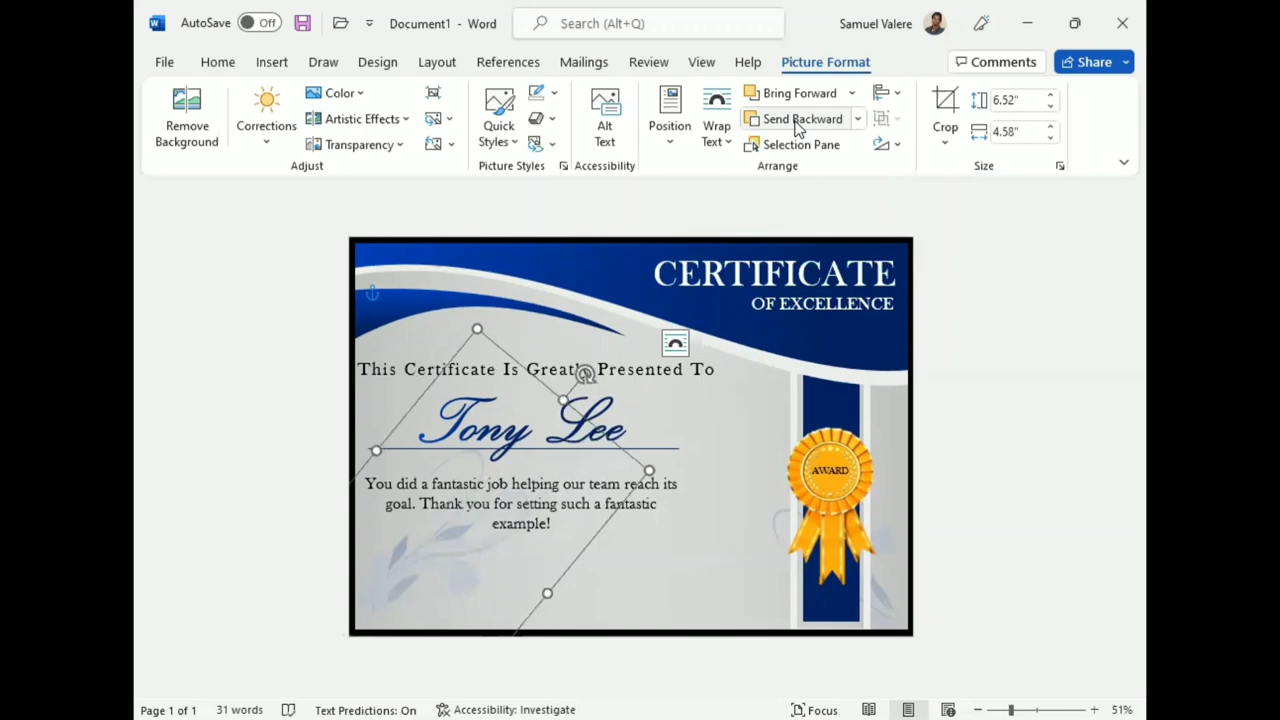 AutoSave Off Document1 - Word Search (Alt+Q) Samuel Valere
File Home Insert Draw Design Layout References Mailings Review View Help Picture Format Comments Share
Remove Background
Corrections
Color
Artistic Effects
Transparency
Adjust
Quick Styles
Picture Styles
Alt Text
Accessibility
Position
Wrap Text
Bring Forward
Send Backward
Selection Pane
Arrange
Crop
6.52"
4.58"
Size
CERTIFICATE
OF EXCELLENCE
This Certificate Is Presented To
Tony Lee
You did a fantastic job helping our team reach its
goal. Thank you for setting such a fantastic
example!
AWARD
Page 1 of 1 31 words Text Predictions: On Accessibility: Investigate Focus 51%